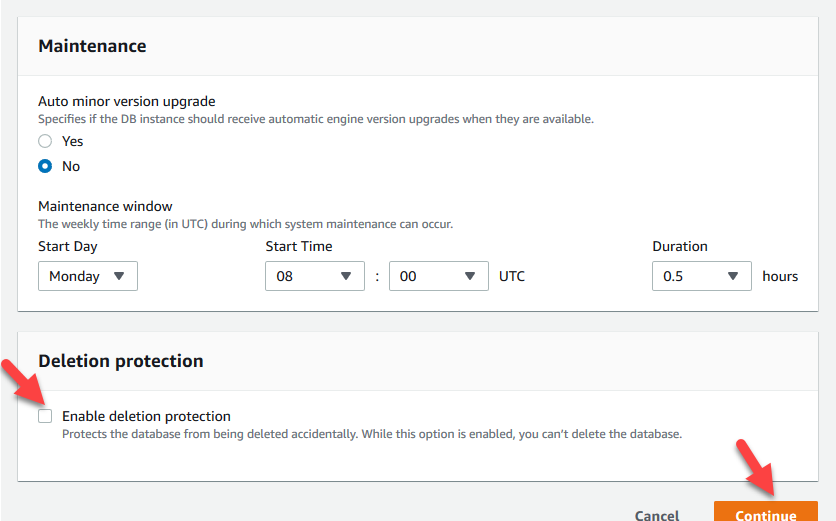 Maintenance
Auto minor version upgrade
Specifies if the DB instance should receive automatic engine version upgrades when they are available.
Yes
No
Maintenance window
The weekly time range (in UTC) during which system maintenance can occur.
Start Day Start Time Duration
Monday 08 : 00 UTC 0.5 hours
Deletion protection
Enable deletion protection
Protects the database from being deleted accidentally. While this option is enabled, you can't delete the database.
Cancel Continue